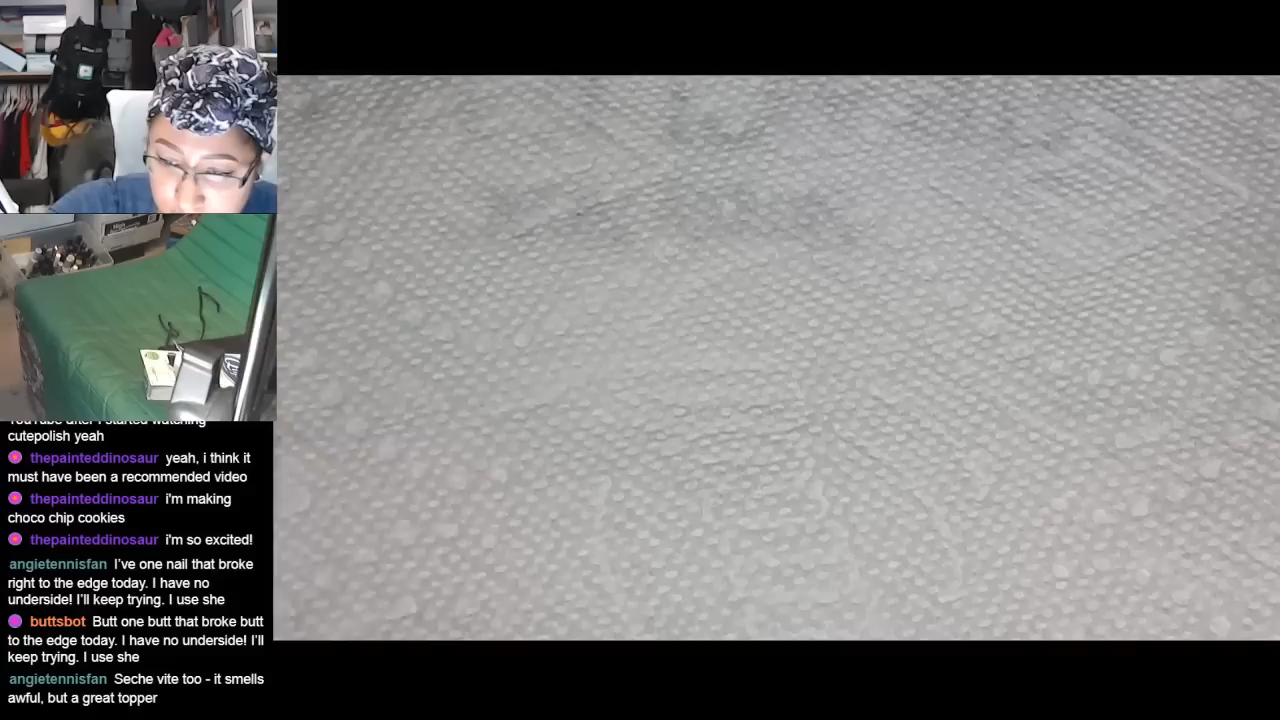 cutepolish yeah
thepainteddinosaur yeah, i think it
must have been a recommended video
thepainteddinosaur i'm making
choco chip cookies
thepainteddinosaur i'm so excited!
angietennisfan I've one nail that broke
right to the edge today. I have no
underside! I'll keep trying. I use she
buttsbot Butt one butt that broke butt
to the edge today. I have no underside! I'll
keep trying. I use she
angietennisfan Seche vite too - it smells
awful, but a great topper